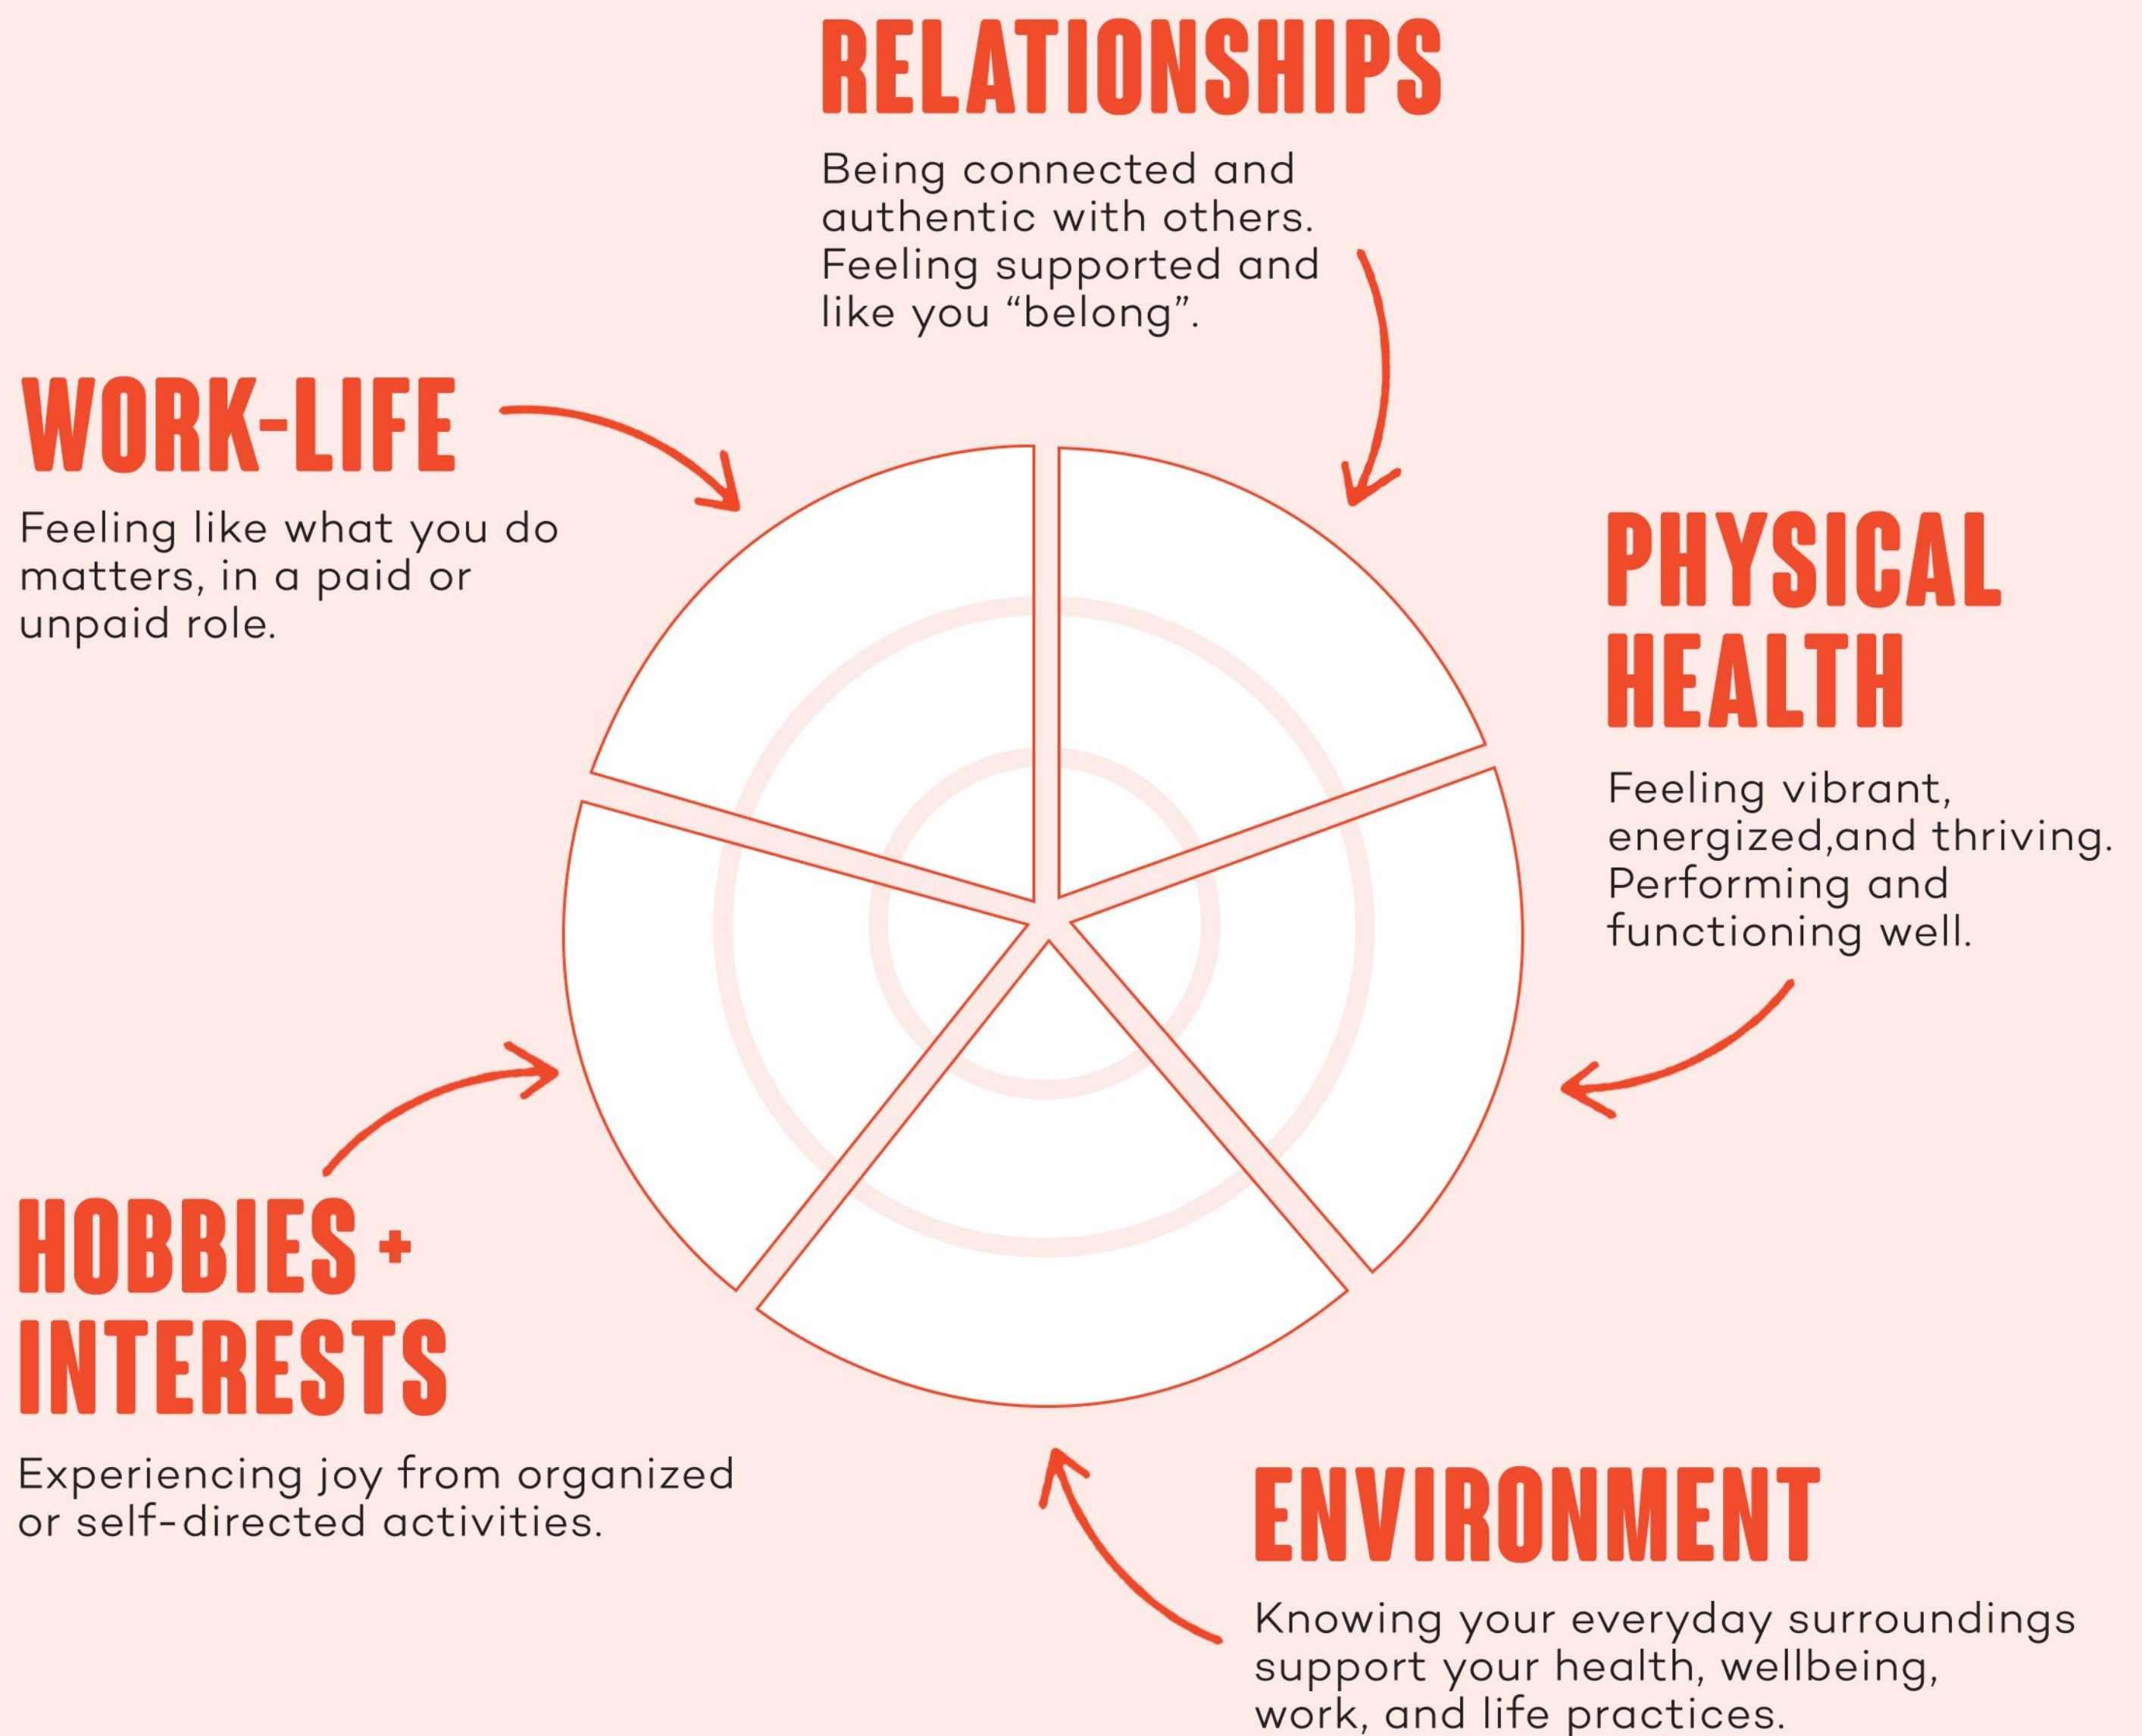 RELATIONSHIPS
Being connected and
authentic with others.
Feeling supported and
like you “belong”.
WORK-LIFE
Feeling like what you do
matters, in a paid or
unpaid role.
PHYSICAL
HEALTH
Feeling vibrant,
energized,and thriving.
Performing and
functioning well.
HOBBIES +
INTERESTS
Experiencing joy from organized
or self-directed activities.
ENVIRONMENT
Knowing your everyday surroundings
support your health, wellbeing,
work, and life practices.